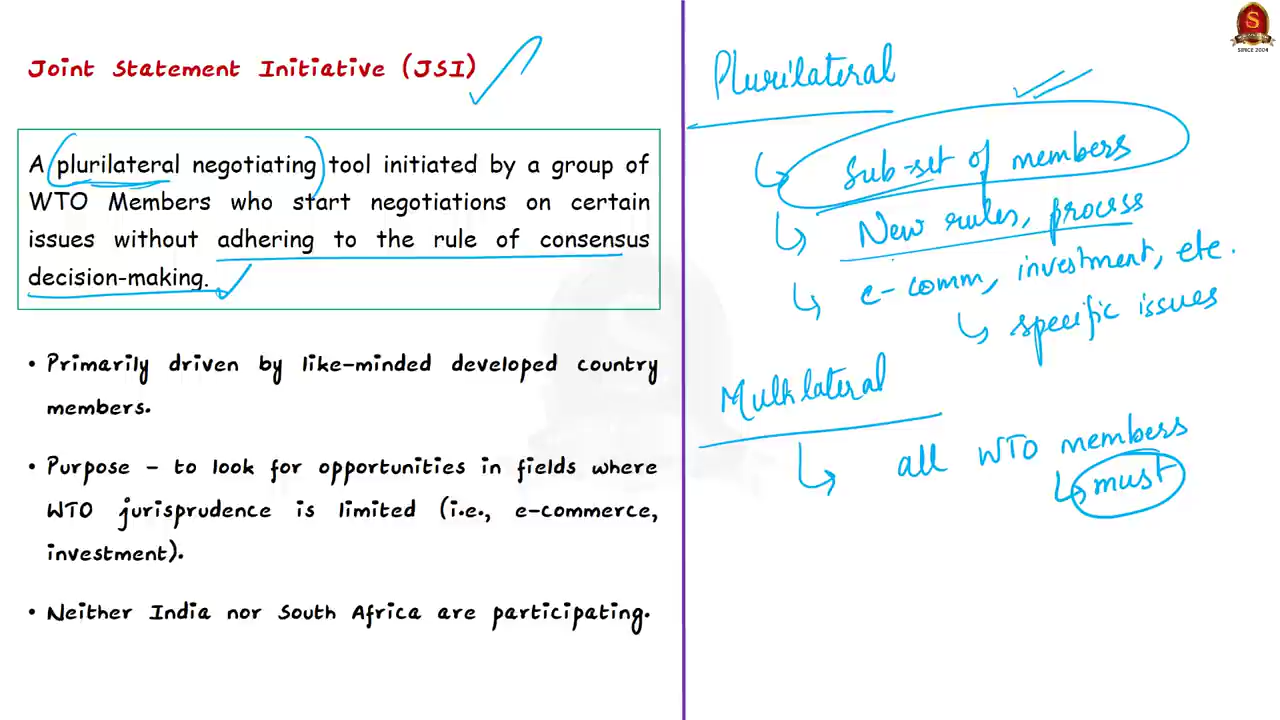 Joint Statement Initiative (JSI)
A plurilateral negotiating tool initiated by a group of
WTO Members who start negotiations on certain
issues without adhering to the rule of consensus
decision-making.
• Primarily driven by like-minded developed country
members.
• Purpose – to look for opportunities in fields where
WTO jurisprudence is limited (i.e., e-commerce,
investment).
• Neither India nor South Africa are participating.
S
SINCE 2004
Plurilateral
Sub-set of members
New rules, process
e-comm, investment, etc.
specific issues
Multilateral
all WTO members
must